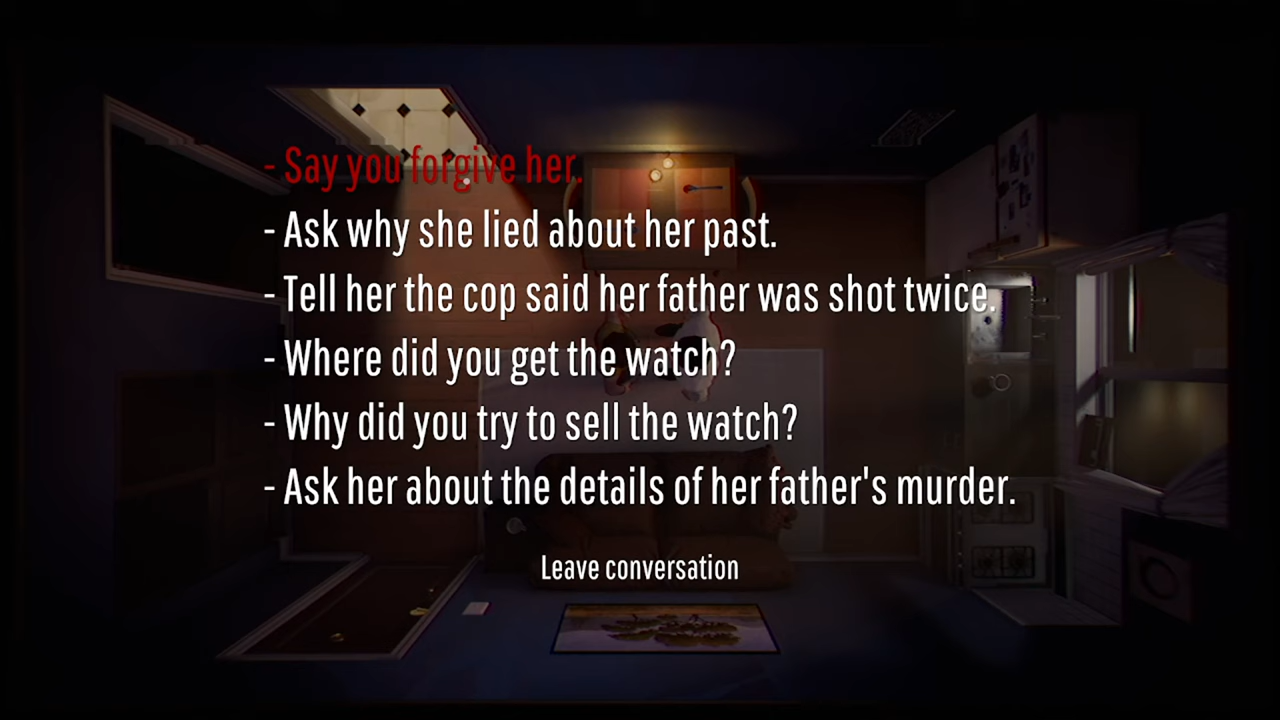 - Say you forgive her.
- Ask why she lied about her past.
- Tell her the cop said her father was shot twice.
- Where did you get the watch?
- Why did you try to sell the watch?
- Ask her about the details of her father's murder.
Leave conversation